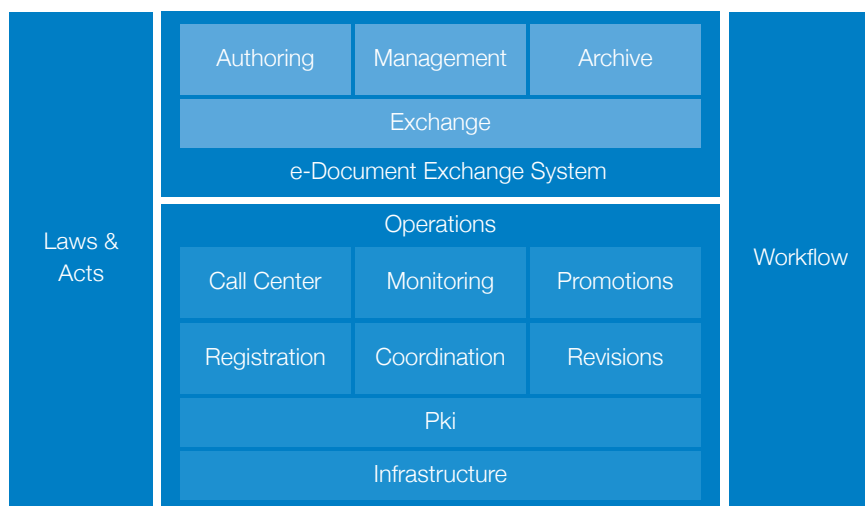 Laws &
Acts
Authoring
Management
Archive
Exchange
e-Document Exchange System
Operations
Call Center
Monitoring
Promotions
Registration
Coordination
Revisions
Pki
Infrastructure
Workflow